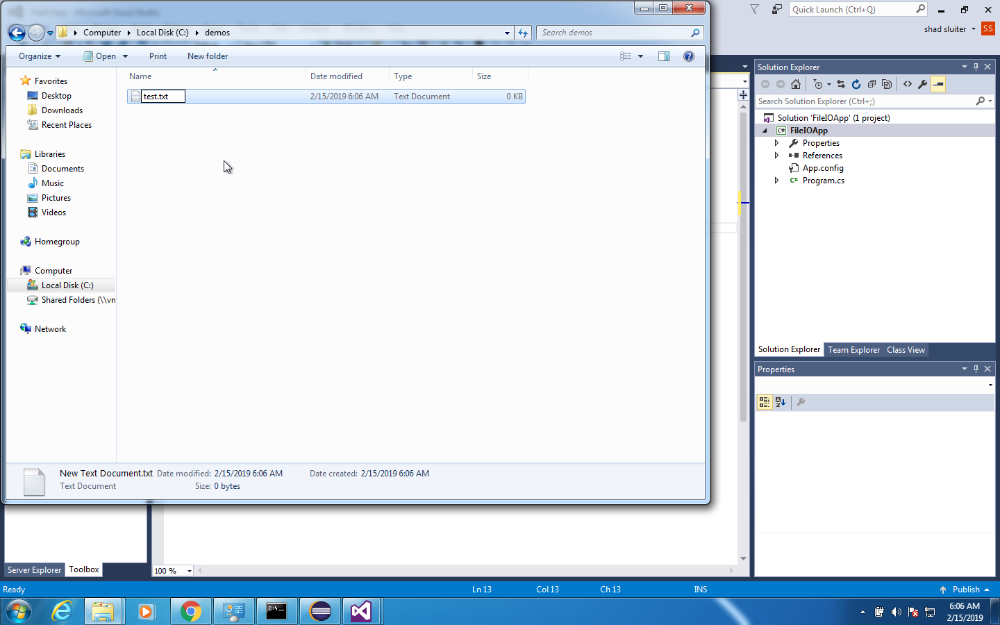 Quick Launch (Ctrl+Q)
shad sluiter
SS
Computer
Local Disk (C:)
demos
Search demos
Organize
Open
Print
New folder
Name
Date modified
Type
Size
test.txt
2/15/2019 6:06 AM
Text Document
0 KB
Favorites
Desktop
Downloads
Recent Places
Libraries
Documents
Music
Pictures
Videos
Homegroup
Computer
Local Disk (C:)
Shared Folders (\\vn
Network
New Text Document.txt
Date modified: 2/15/2019 6:06 AM
Date created: 2/15/2019 6:06 AM
Text Document
Size: 0 bytes
Solution Explorer
Search Solution Explorer (Ctrl+;)
Solution 'FileIOApp' (1 project)
C# FileIOApp
Properties
References
App.config
C# Program.cs
Solution Explorer
Team Explorer
Class View
Properties
Server Explorer
Toolbox
100 %
Ready
Ln 13
Col 13
Ch 13
INS
Publish
C:\_
6:06 AM
2/15/2019